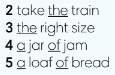 2 take the train
3 the right size
4 a jar of jam
5 a loaf of bread